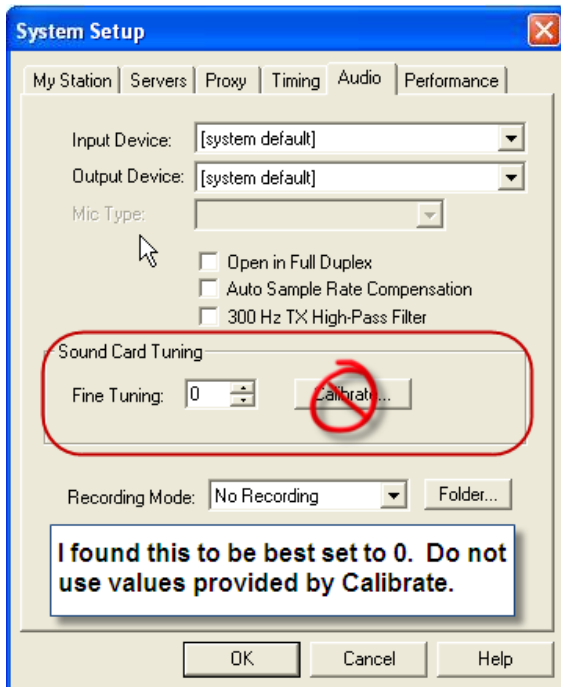 System Setup
My Station Servers Proxy Timing Audio Performance
Input Device: [system default]
Output Device: [system default]
Mic Type:
Open in Full Duplex
Auto Sample Rate Compensation
300 Hz TX High-Pass Filter
Sound Card Tuning
Fine Tuning: 0 Calibrate...
Recording Mode: No Recording Folder...
I found this to be best set to 0. Do not
use values provided by Calibrate.
OK Cancel Help